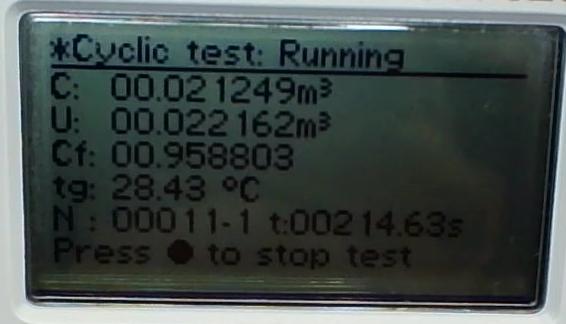 *Cyclic test: Running
C: 00.021249m³
U: 00.022162m³
Cf: 00.958803
tg: 28.43 °C
N : 00011-1 t:00214.63s
Press ● to stop test